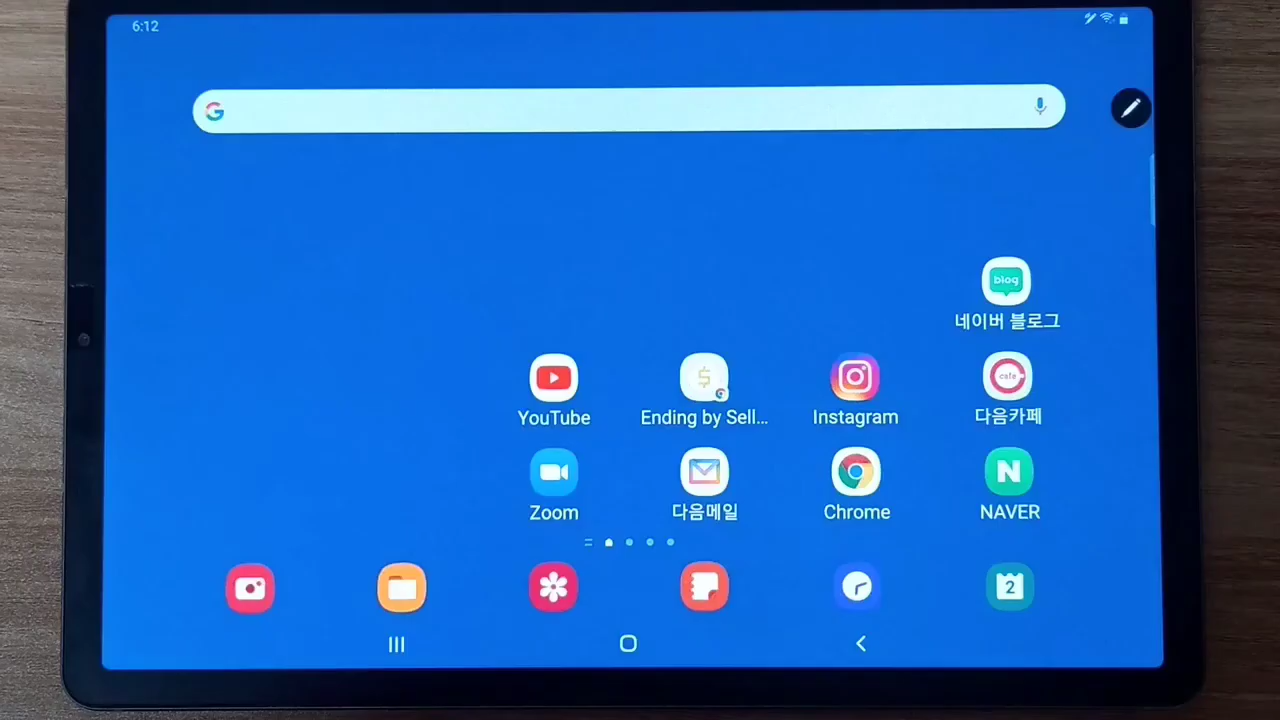 6:12
blog
네이버 블로그
cafe
YouTube
Ending by Sell...
Instagram
다음카페
N
Zoom
다음메일
Chrome
NAVER
2